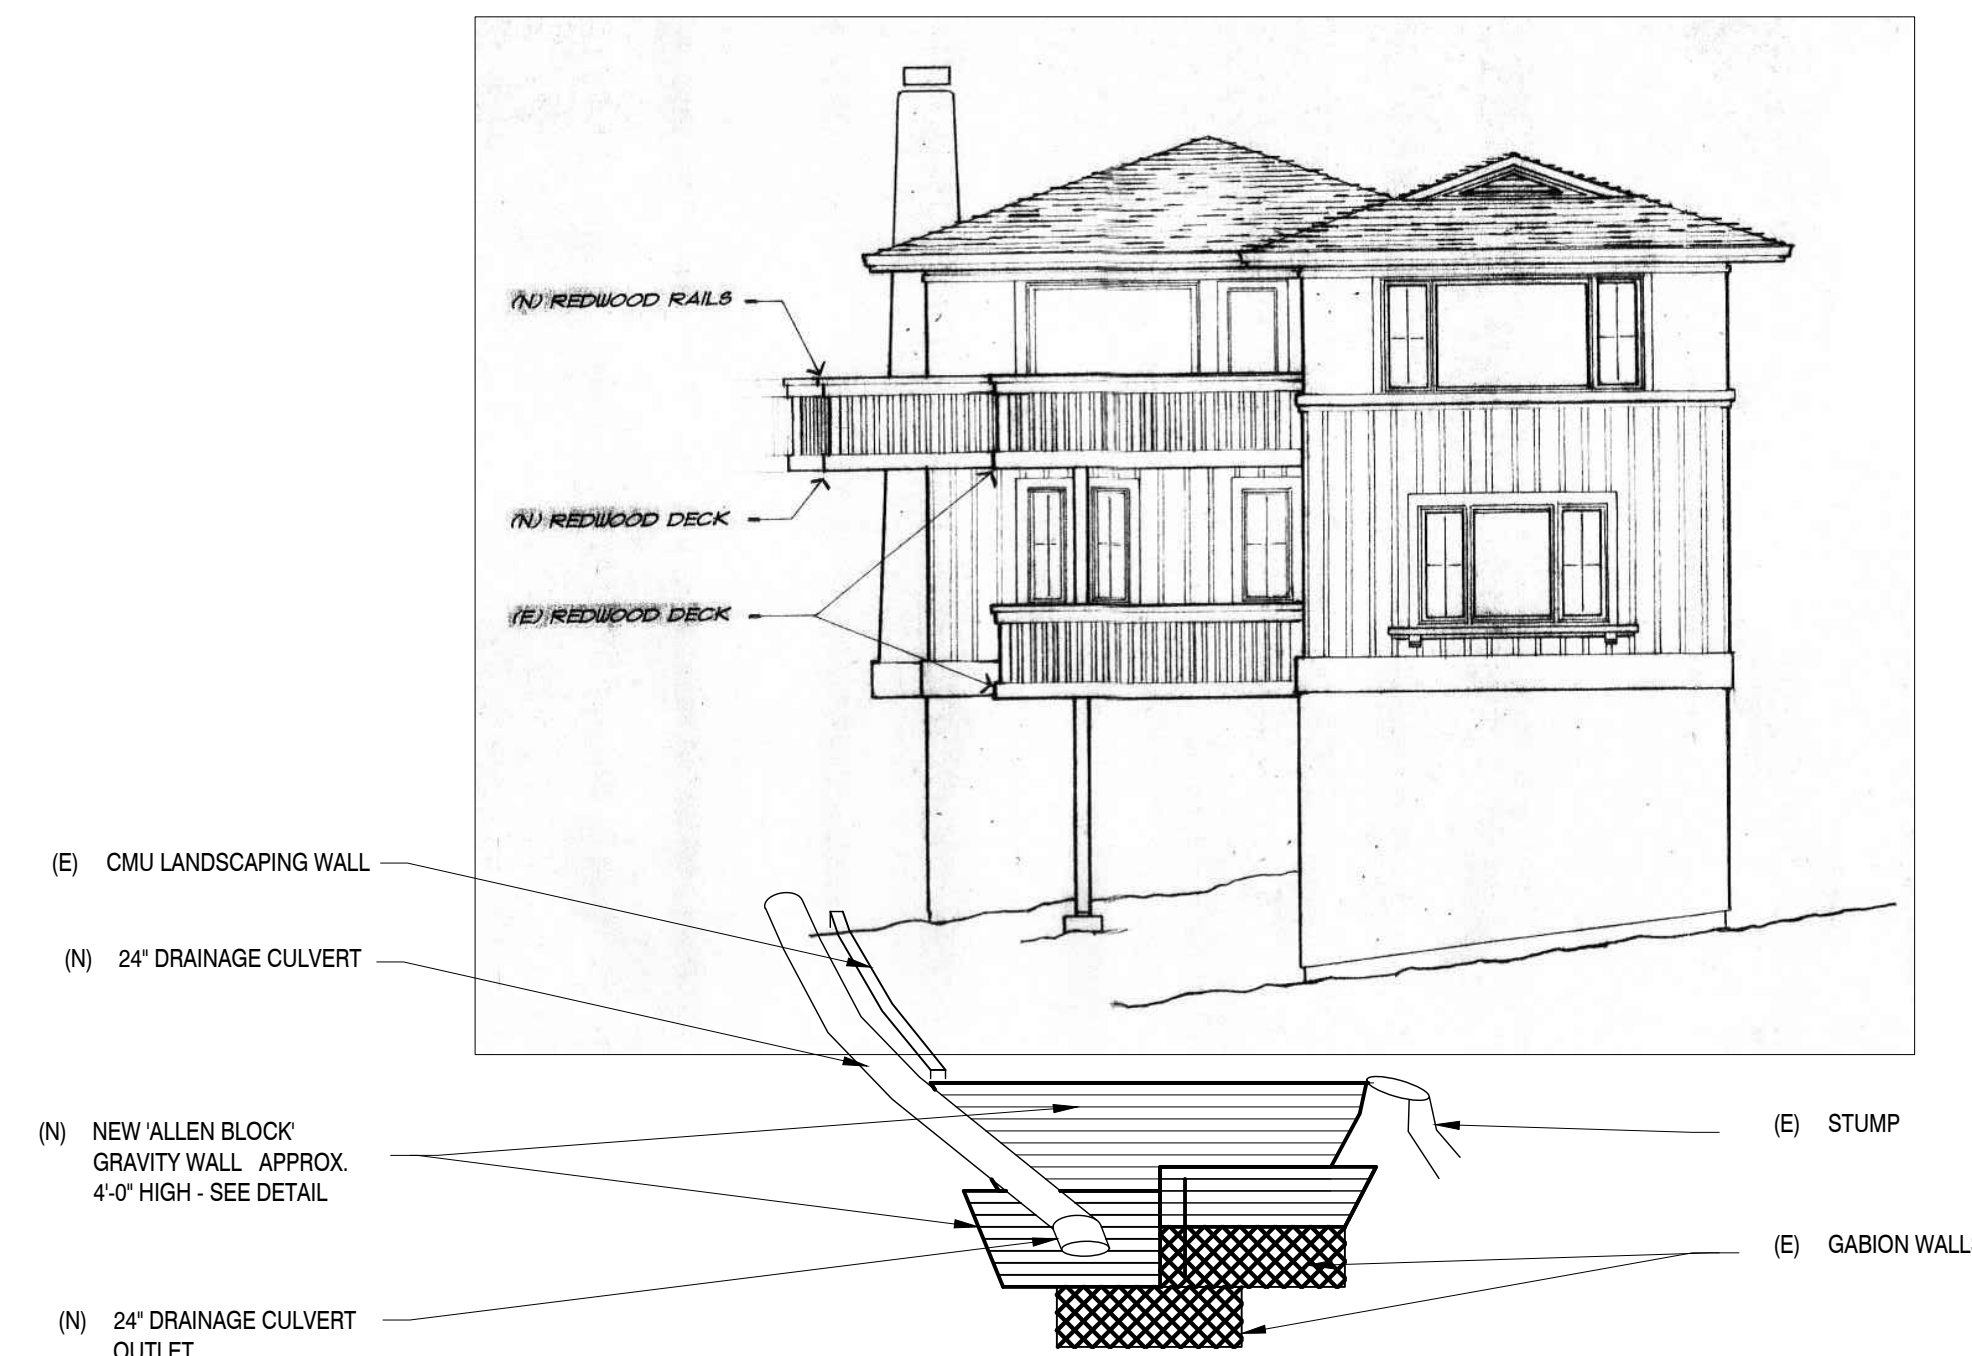 (N) REDWOOD RAILS
(N) REDWOOD DECK
(E) REDWOOD DECK
(E) CMU LANDSCAPING WALL
(N) 24" DRAINAGE CULVERT
(N) NEW 'ALLEN BLOCK'
GRAVITY WALL APPROX.
4'-0" HIGH - SEE DETAIL
(N) 24" DRAINAGE CULVERT
OUTLET
(E) STUMP
(E) GABION WALL